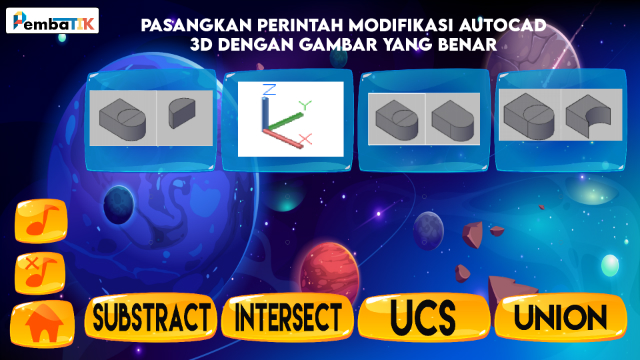 PembaTIK
PASANGKAN PERINTAH MODIFIKASI AUTOCAD
3D DENGAN GAMBAR YANG BENAR
Z
Y
X
SUBSTRACT INTERSECT UCS UNION